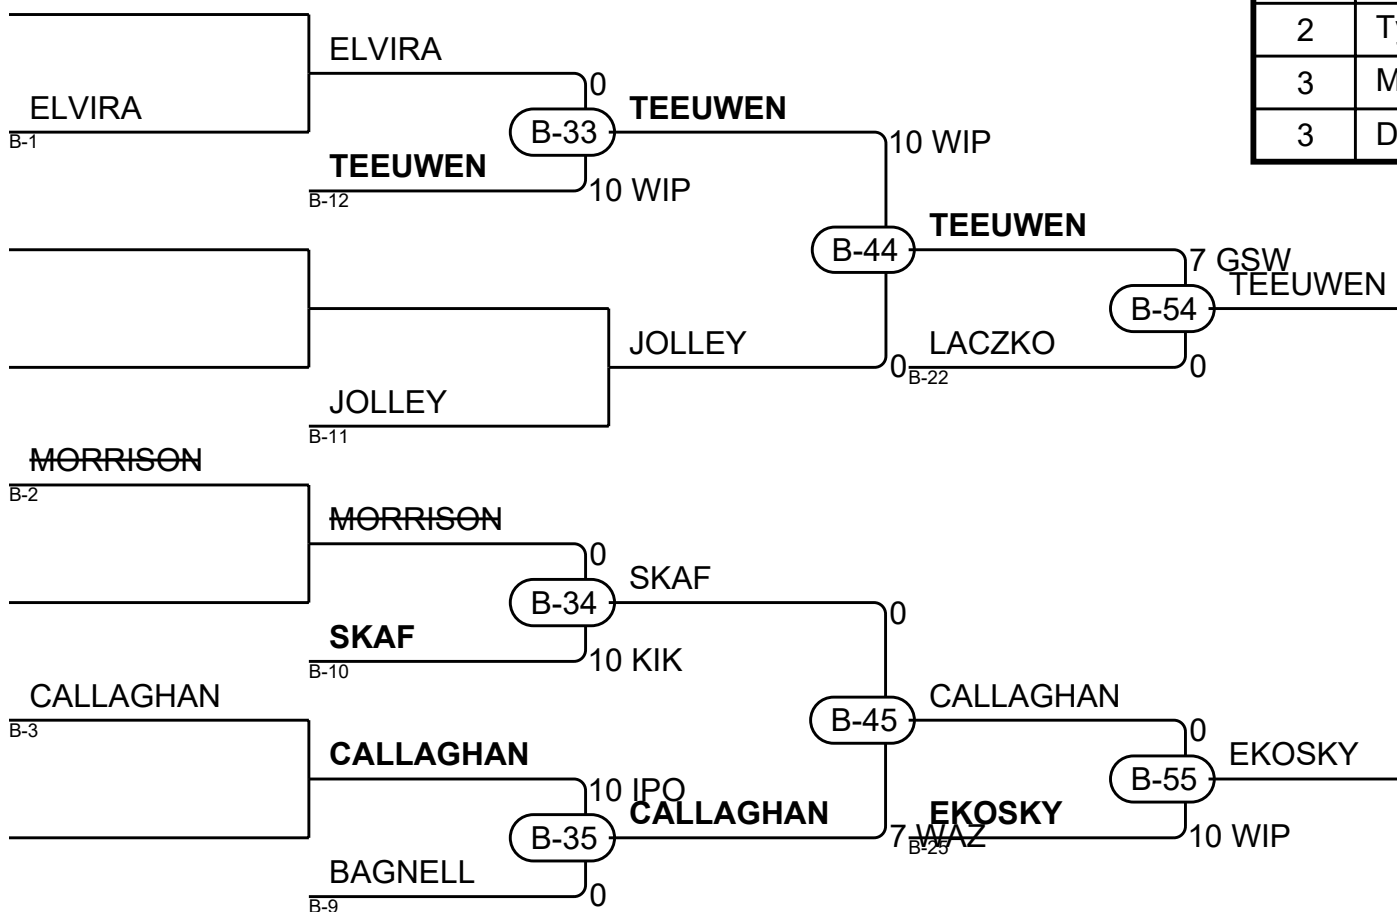 2 Ty
ELVIRA
0
3 M
ELVIRA
TEEUWEN
B-1
B-33
10 WIP
3 D
TEEUWEN
10 WIP
B-12
TEEUWEN
B-44
7 GSW
TEEUWEN
B-54
JOLLEY
LACZKO
0
B-22
0
JOLLEY
B-11
MORRISON
B-2
MORRISON
0
SKAF
B-34
0
SKAF
10 KIK
B-10
CALLAGHAN
CALLAGHAN
B-3
B-45
0
CALLAGHAN
EKOSKY
B-55
10 IPO
CALLAGHAN
EKOSKY
B-35
7 WAZ
B-25
10 WIP
BAGNELL
0
B-9